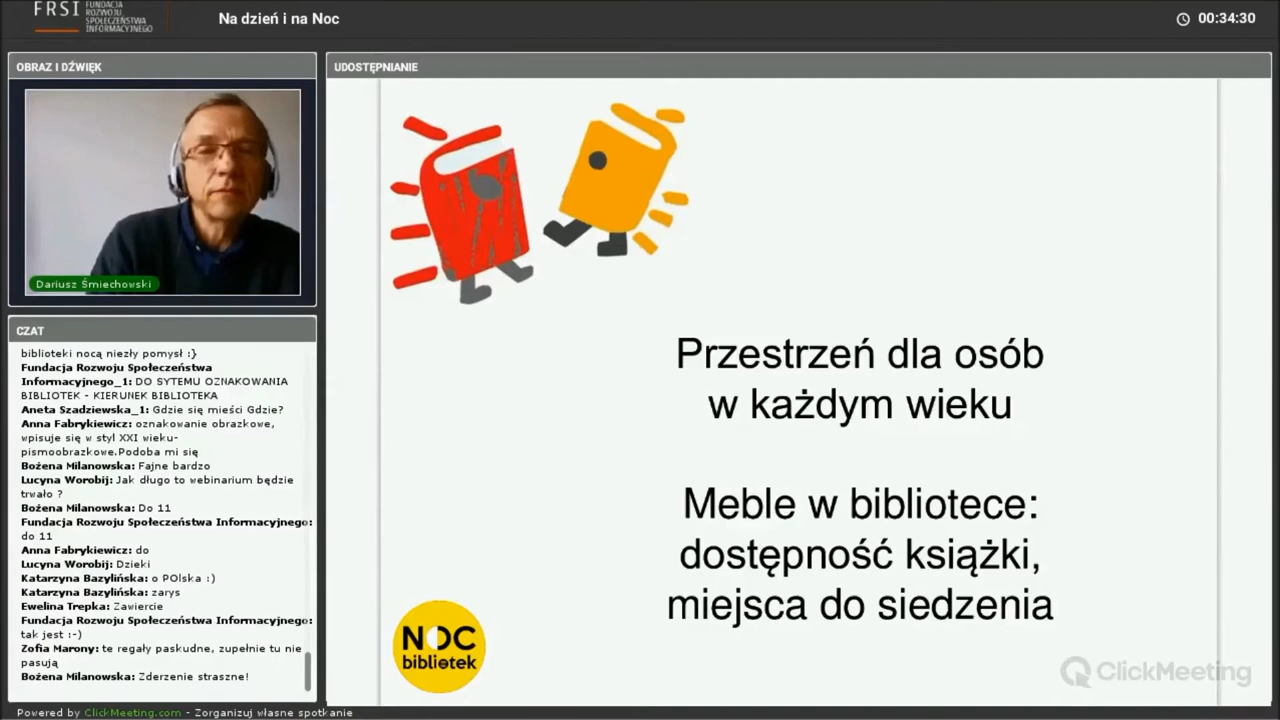 FRSI
FUNDACJA
ROZWOJU
SPOŁECZEŃSTWA
INFORMACYJNEGO
Na dzień i na Noc
00:34:30
OBRAZ I DŹWIĘK
Dariusz Śmiechowski
CZAT
biblioteki nocą niezły pomysł :}
Fundacja Rozwoju Społeczeństwa
Informacyjnego_1: DO SYTEMU OZNAKOWANIA
BIBLIOTEK - KIERUNEK BIBLIOTEKA
Aneta Szadziewska_1: Gdzie się mieści Gdzie?
Anna Fabrykiewicz: oznakowanie obrazkowe,
wpisuje się w styl XXI wieku-
pismoobrazkowe.Podoba mi się
Bożena Milanowska: Fajne bardzo
Lucyna Worobij: Jak długo to webinarium będzie
trwało ?
Bożena Milanowska: Do 11
Fundacja Rozwoju Społeczeństwa Informacyjnego:
do 11
Anna Fabrykiewicz: do
Lucyna Worobij: Dzieki
Katarzyna Bazylińska: o POlska :)
Katarzyna Bazylińska: zarys
Ewelina Trepka: Zawiercie
Fundacja Rozwoju Społeczeństwa Informacyjnego:
tak jest :-)
Zofia Marony: te regały paskudne, zupełnie tu nie
pasują
Bożena Milanowska: Zderzenie straszne!
UDOSTĘPNIANIE
Przestrzeń dla osób
w każdym wieku
Meble w bibliotece:
dostępność książki,
miejsca do siedzenia
NOC
bibliotek
ClickMeeting
Powered by ClickMeeting.com - Zorganizuj własne spotkanie